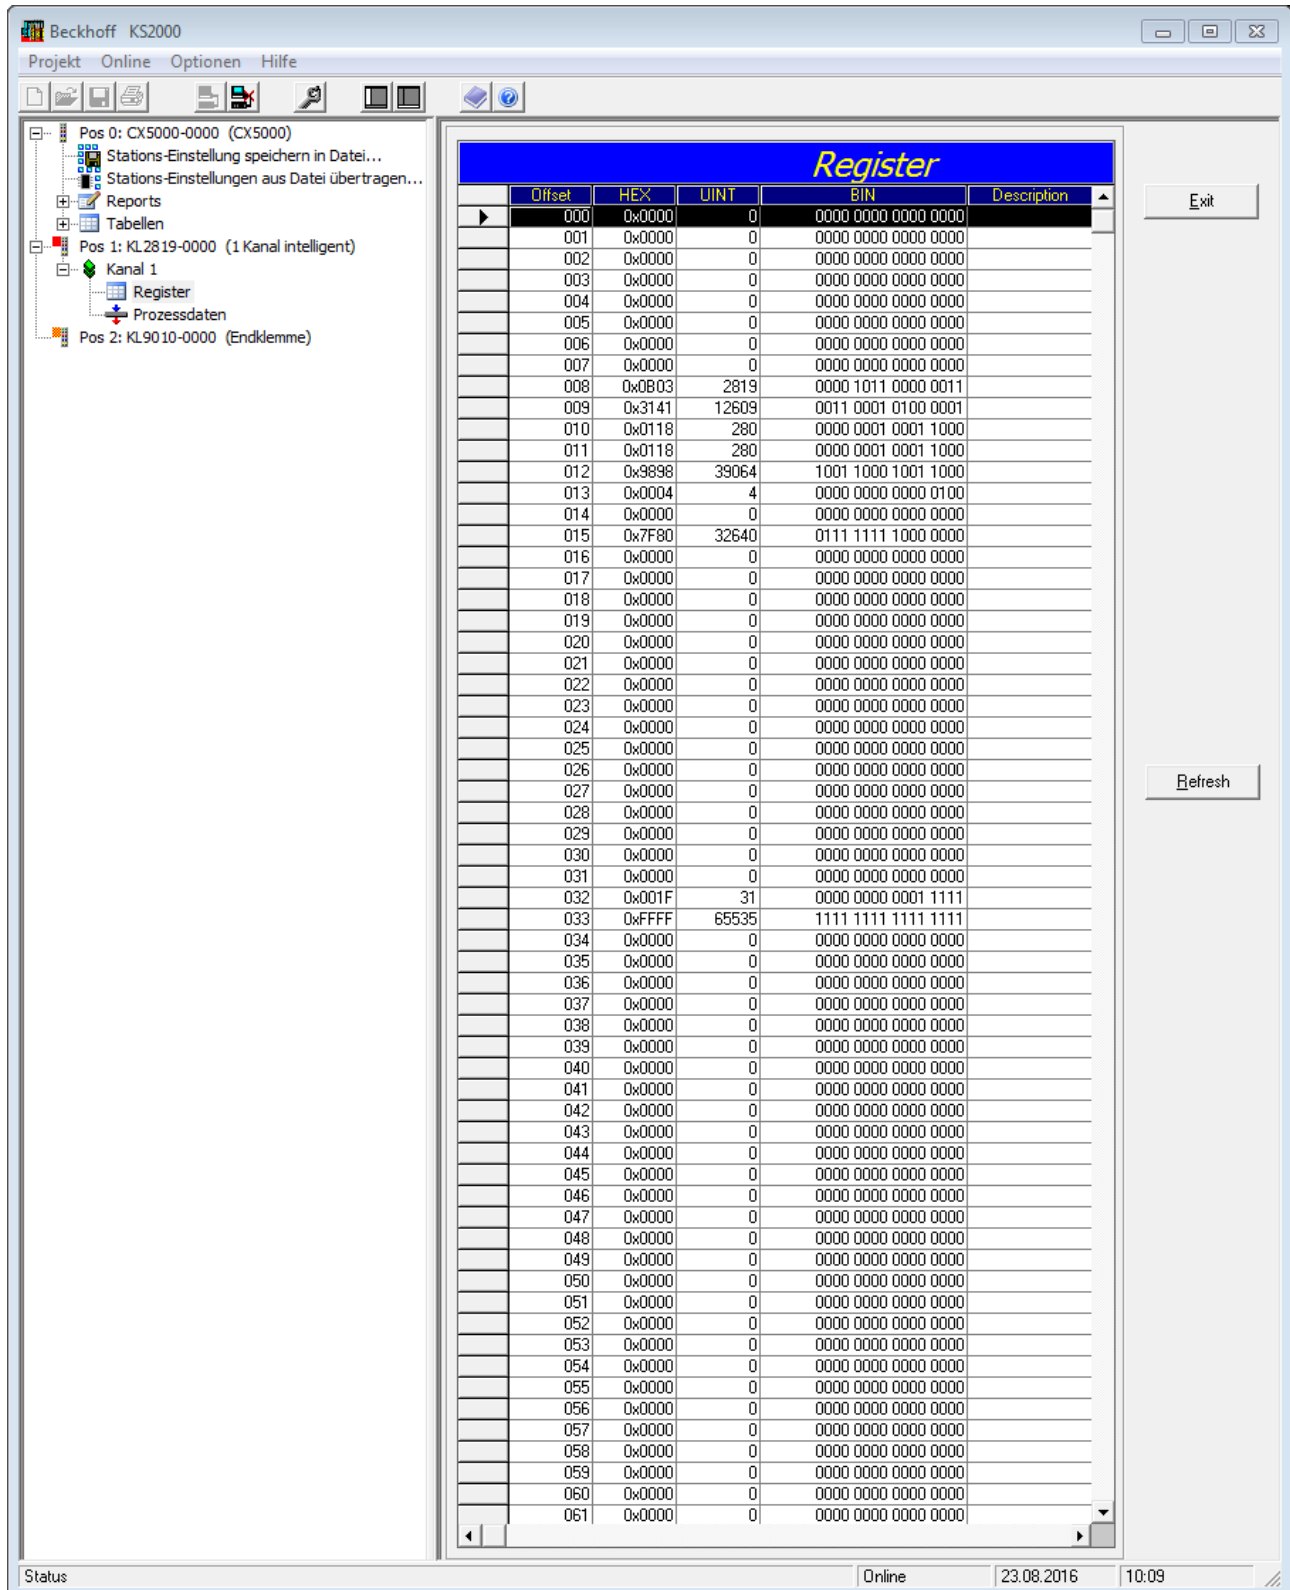 Beckhoff KS2000
Projekt Online Optionen Hilfe
Pos 0: CX5000-0000 (CX5000)
Stations-Einstellung speichern in Datei...
Stations-Einstellungen aus Datei übertragen...
Reports
Tabellen
Pos 1: KL2819-0000 (1 Kanal intelligent)
Kanal 1
Register
Prozessdaten
Pos 2: KL9010-0000 (Endklemme)
Register
Offset HEX UINT BIN Description
000 0x0000 0 0000 0000 0000 0000
001 0x0000 0 0000 0000 0000 0000
002 0x0000 0 0000 0000 0000 0000
003 0x0000 0 0000 0000 0000 0000
004 0x0000 0 0000 0000 0000 0000
005 0x0000 0 0000 0000 0000 0000
006 0x0000 0 0000 0000 0000 0000
007 0x0000 0 0000 0000 0000 0000
008 0x0B03 2819 0000 1011 0000 0011
009 0x3141 12609 0011 0001 0100 0001
010 0x0118 280 0000 0001 0001 1000
011 0x0118 280 0000 0001 0001 1000
012 0x9898 39064 1001 1000 1001 1000
013 0x0004 4 0000 0000 0000 0100
014 0x0000 0 0000 0000 0000 0000
015 0x7F80 32640 0111 1111 1000 0000
016 0x0000 0 0000 0000 0000 0000
017 0x0000 0 0000 0000 0000 0000
018 0x0000 0 0000 0000 0000 0000
019 0x0000 0 0000 0000 0000 0000
020 0x0000 0 0000 0000 0000 0000
021 0x0000 0 0000 0000 0000 0000
022 0x0000 0 0000 0000 0000 0000
023 0x0000 0 0000 0000 0000 0000
024 0x0000 0 0000 0000 0000 0000
025 0x0000 0 0000 0000 0000 0000
026 0x0000 0 0000 0000 0000 0000
027 0x0000 0 0000 0000 0000 0000
028 0x0000 0 0000 0000 0000 0000
029 0x0000 0 0000 0000 0000 0000
030 0x0000 0 0000 0000 0000 0000
031 0x0000 0 0000 0000 0000 0000
032 0x001F 31 0000 0000 0001 1111
033 0xFFFF 65535 1111 1111 1111 1111
034 0x0000 0 0000 0000 0000 0000
035 0x0000 0 0000 0000 0000 0000
036 0x0000 0 0000 0000 0000 0000
037 0x0000 0 0000 0000 0000 0000
038 0x0000 0 0000 0000 0000 0000
039 0x0000 0 0000 0000 0000 0000
040 0x0000 0 0000 0000 0000 0000
041 0x0000 0 0000 0000 0000 0000
042 0x0000 0 0000 0000 0000 0000
043 0x0000 0 0000 0000 0000 0000
044 0x0000 0 0000 0000 0000 0000
045 0x0000 0 0000 0000 0000 0000
046 0x0000 0 0000 0000 0000 0000
047 0x0000 0 0000 0000 0000 0000
048 0x0000 0 0000 0000 0000 0000
049 0x0000 0 0000 0000 0000 0000
050 0x0000 0 0000 0000 0000 0000
051 0x0000 0 0000 0000 0000 0000
052 0x0000 0 0000 0000 0000 0000
053 0x0000 0 0000 0000 0000 0000
054 0x0000 0 0000 0000 0000 0000
055 0x0000 0 0000 0000 0000 0000
056 0x0000 0 0000 0000 0000 0000
057 0x0000 0 0000 0000 0000 0000
058 0x0000 0 0000 0000 0000 0000
059 0x0000 0 0000 0000 0000 0000
060 0x0000 0 0000 0000 0000 0000
061 0x0000 0 0000 0000 0000 0000
Exit
Refresh
Status Online 23.08.2016 10:09